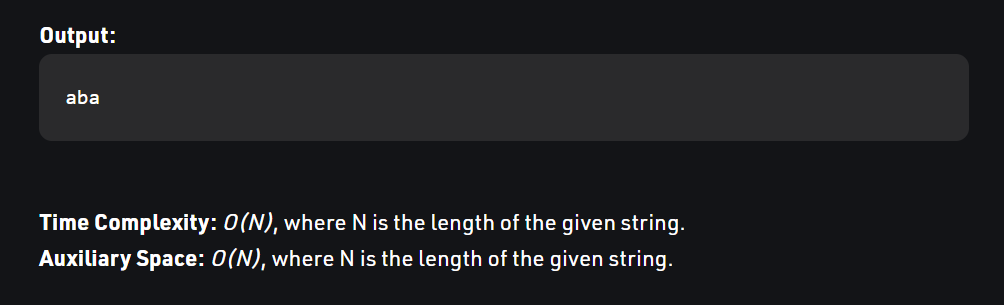 Output:
aba
Time Complexity: O(N), where N is the length of the given string.
Auxiliary Space: O(N), where N is the length of the given string.